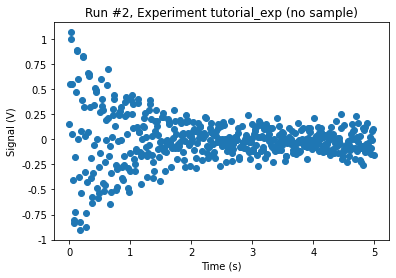 Run #2, Experiment tutorial_exp (no sample)
Signal (V)
1
0.75
0.5
0.25
0
-0.25
-0.5
-0.75
-1
0 1 2 3 4 5
Time (s)